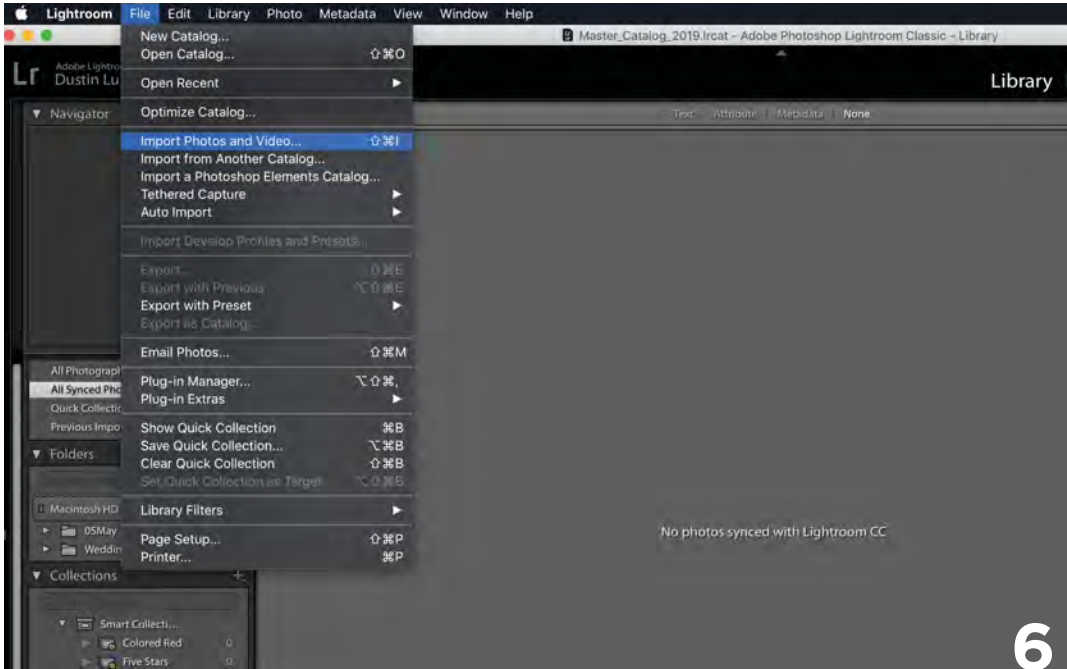 Lightroom File Edit Library Photo Metadata View Window Help
Master_Catalog_2019.lrcat - Adobe Photoshop Lightroom Classic - Library
New Catalog...
Open Catalog... ⇧⌘O
Lr Adobe Lightro
Dustin Lu
Library
Open Recent ▶
Optimize Catalog...
▼ Navigator
Text Attribute Metadata None
Import Photos and Video... ⇧⌘I
Import from Another Catalog...
Import a Photoshop Elements Catalog...
Tethered Capture ▶
Auto Import ▶
Import Develop Profiles and Presets...
Export... ⇧⌘E
Export with Previous ⌥⇧⌘E
Export with Preset ▶
Export as Catalog...
Email Photos... ⇧⌘M
Plug-in Manager... ⌥⇧⌘,
Plug-in Extras ▶
Show Quick Collection ⌘B
Save Quick Collection... ⌥⌘B
Clear Quick Collection ⇧⌘B
Set Quick Collection as Target ⌥⇧⌘B
Library Filters ▶
Page Setup... ⇧⌘P
Printer... ⌘P
All Photograp
All Synced Pho
Quick Collectio
Previous Impo
▼ Folders
Macintosh HD
▶ 05May
▶ Weddin
No photos synced with Lightroom CC
▼ Collections +
▼ Smart Collecti...
▶ Colored Red 0
▶ Five Stars 0
6